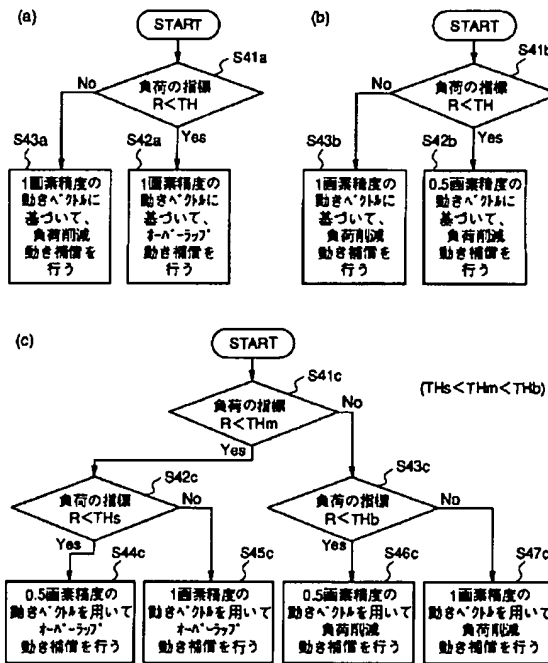 (a)
START
S41a
負荷の指標
R<TH
No
Yes
S43a
S42a
1画素精度の
動きベクトルに
基づいて、
負荷削減
動き補償を
行う
1画素精度の
動きベクトルに
基づいて、
オーバーラップ
動き補償を
行う
(b)
START
S41b
負荷の指標
R<TH
No
Yes
S43b
S42b
1画素精度の
動きベクトルに
基づいて、
負荷削減
動き補償を
行う
0.5画素精度の
動きベクトルに
基づいて、
負荷削減
動き補償を
行う
(c)
START
S41c
負荷の指標
R<THm
No
Yes
(THs<THm<THb)
S42c
負荷の指標
R<THs
No
Yes
S43c
負荷の指標
R<THb
No
Yes
S44c
S45c
S46c
S47c
0.5画素精度の
動きベクトルを用いて
オーバーラップ
動き補償を行う
1画素精度の
動きベクトルを用いて
オーバーラップ
動き補償を行う
0.5画素精度の
動きベクトルを用いて
負荷削減
動き補償を行う
1画素精度の
動きベクトルを用いて
負荷削減
動き補償を行う